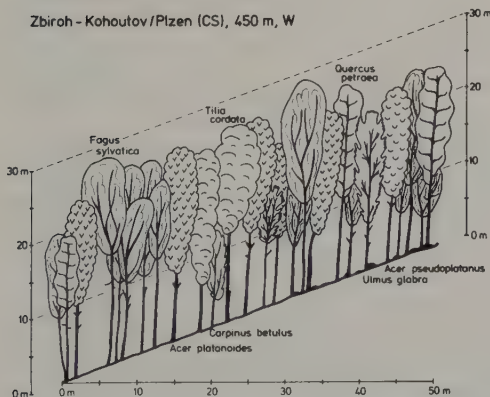 Zbiroh - Kohoutov/Plzen (CS), 450 m, W
30 m
Quercus
petraea
Tilia
cordata
20
Fagus
sylvatica
10
30 m
0 m
20
Acer pseudoplatanus
Ulmus glabra
10
Carpinus betulus
Acer platanoides
0 m
0 m
10
20
30
40
50 m